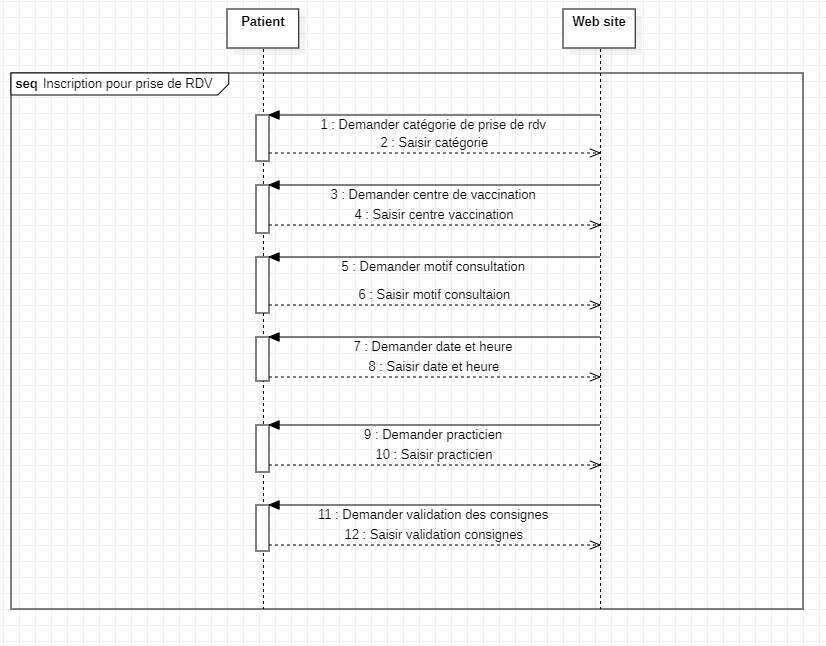 Patient
Web site
seq Inscription pour prise de RDV
1 : Demander catégorie de prise de rdv
2 : Saisir catégorie
3 : Demander centre de vaccination
4 : Saisir centre vaccination
5 : Demander motif consultation
6 : Saisir motif consultaion
7 : Demander date et heure
8 : Saisir date et heure
9 : Demander practicien
10 : Saisir practicien
11 : Demander validation des consignes
12 : Saisir validation consignes